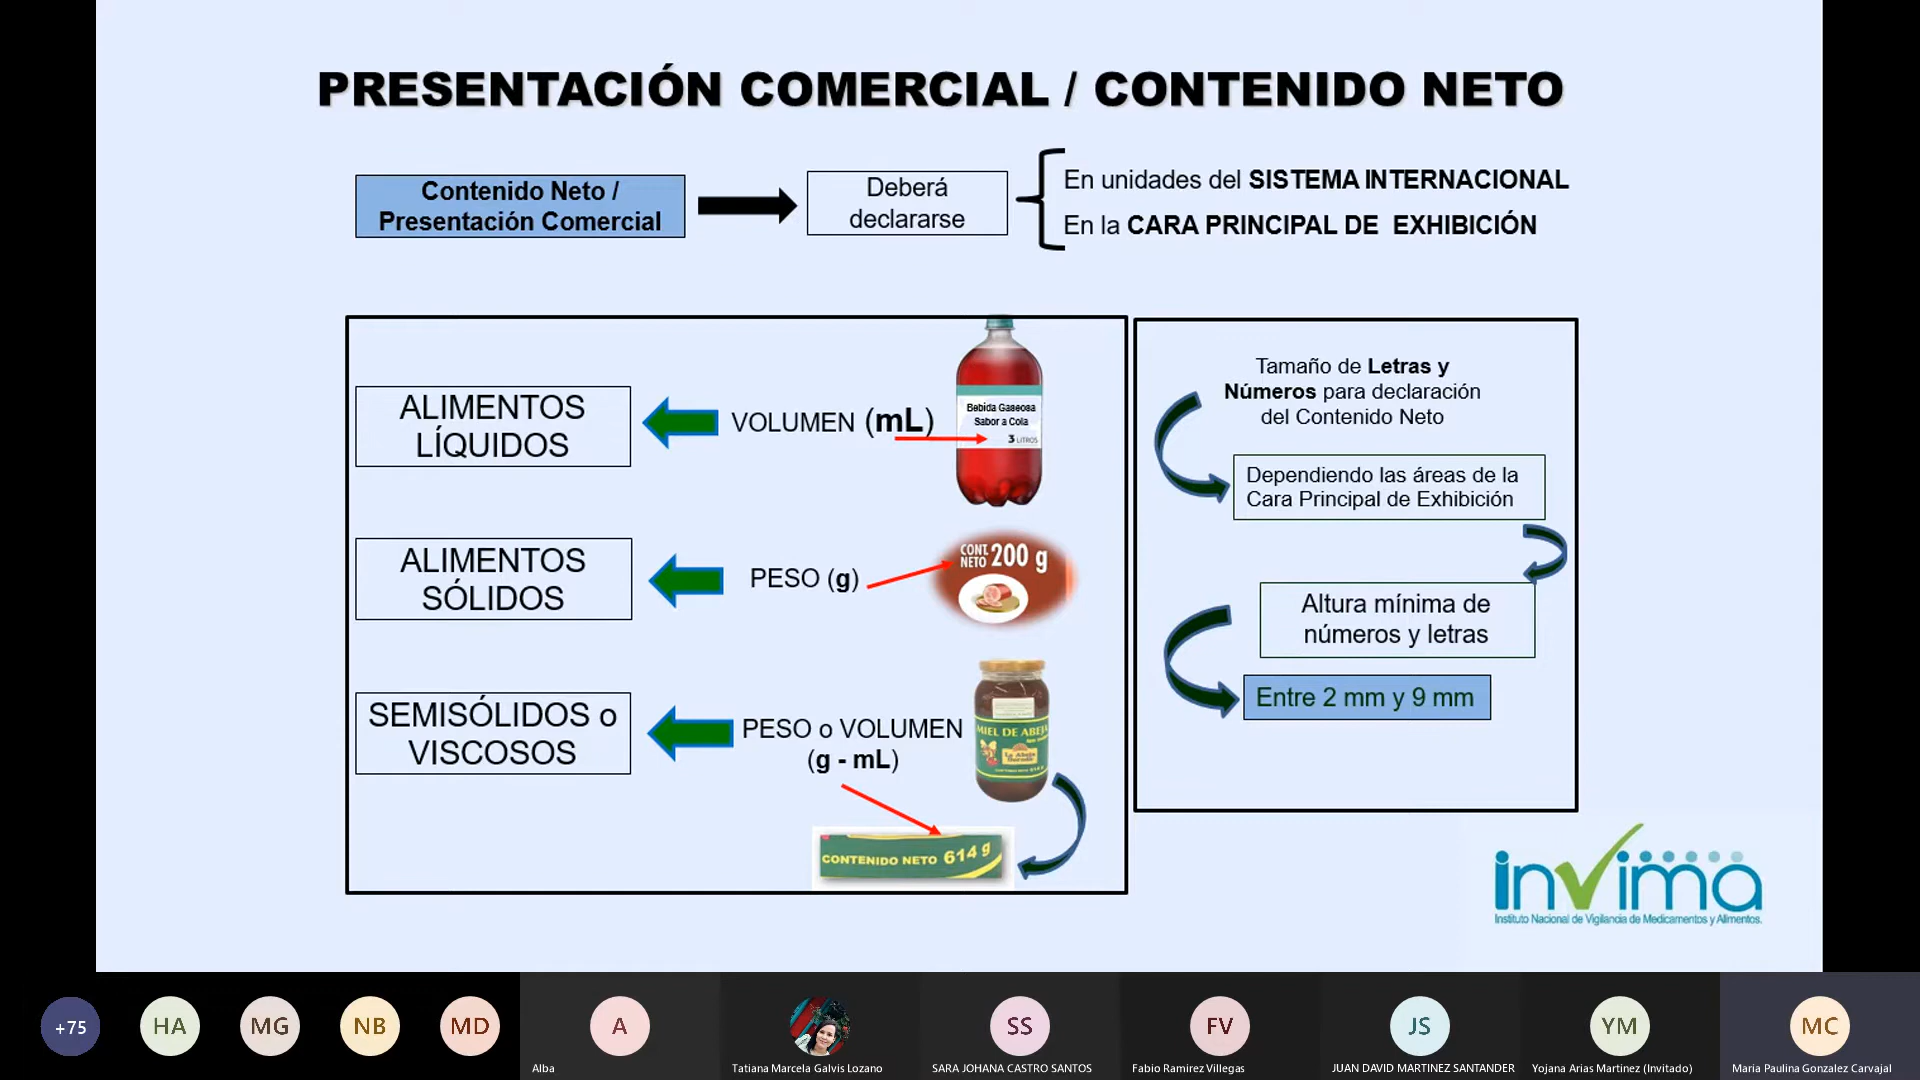 PRESENTACIÓN COMERCIAL / CONTENIDO NETO
Contenido Neto /
Presentación Comercial
Deberá
declararse
En unidades del SISTEMA INTERNACIONAL
En la CARA PRINCIPAL DE EXHIBICIÓN
ALIMENTOS
LÍQUIDOS
VOLUMEN (mL)
Bebida Gaseosa
Sabor a Cola
3 LITROS
ALIMENTOS
SÓLIDOS
PESO (g)
CONT.
NETO 200 g
SEMISÓLIDOS o
VISCOSOS
PESO o VOLUMEN
(g - mL)
MIEL DE ABEJA
La Abeja
Dorada
CONTENIDO NETO 614 g
Tamaño de Letras y
Números para declaración
del Contenido Neto
Dependiendo las áreas de la
Cara Principal de Exhibición
Altura mínima de
números y letras
Entre 2 mm y 9 mm
invima
Instituto Nacional de Vigilancia de Medicamentos y Alimentos.
+75
HA
MG
NB
MD
A
SS
FV
JS
YM
MC
Alba
Tatiana Marcela Galvis Lozano
SARA JOHANA CASTRO SANTOS
Fabio Ramirez Villegas
JUAN DAVID MARTINEZ SANTANDER
Yojana Arias Martinez (Invitado)
Maria Paulina Gonzalez Carvajal